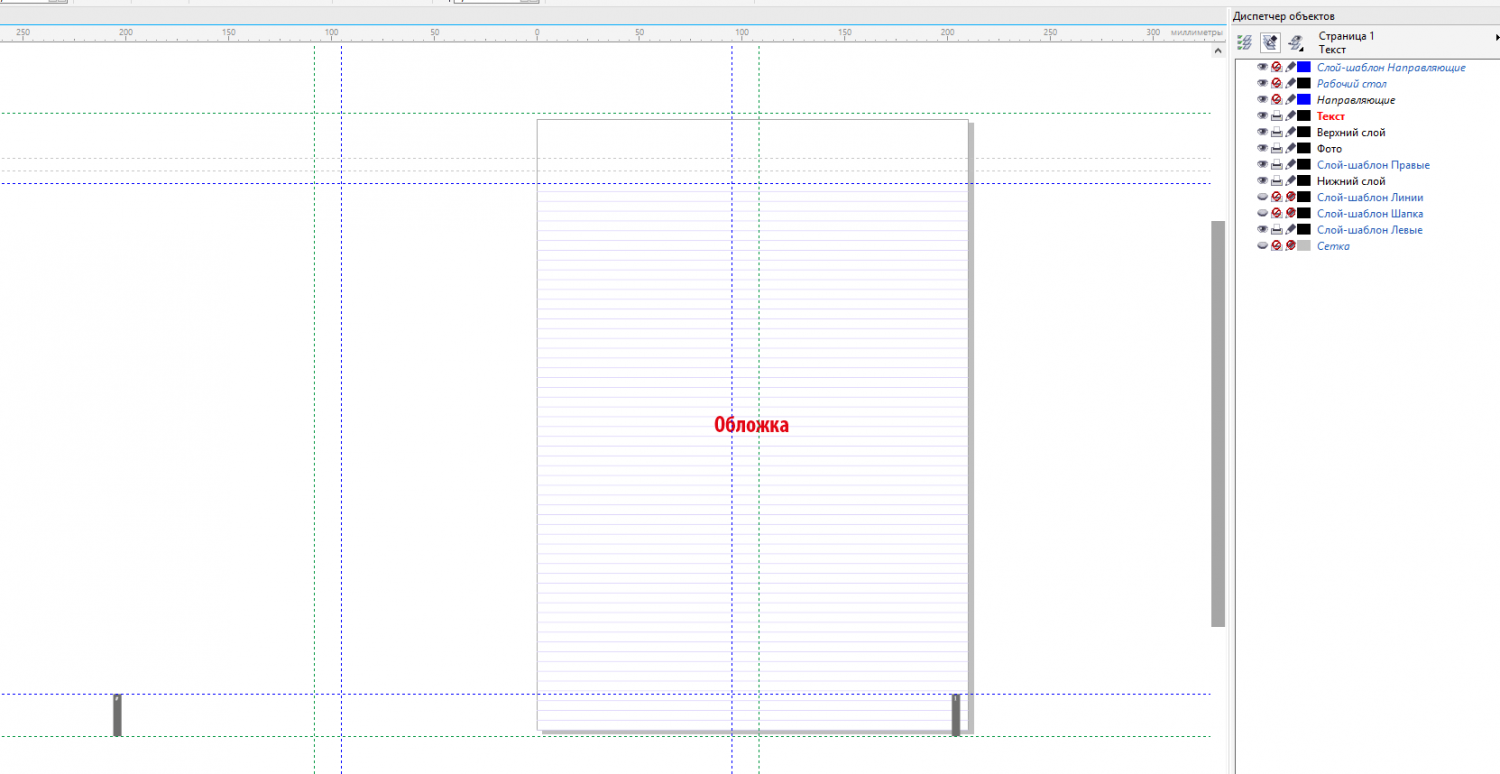 Диспетчер объектов
250 200 150 100 50 0 50 100 150 200 250 300 миллиметры
Страница 1
Текст
Слой-шаблон Направляющие
Рабочий стол
Направляющие
Текст
Верхний слой
Фото
Слой-шаблон Правые
Нижний слой
Слой-шаблон Линии
Слой-шаблон Шапка
Слой-шаблон Левые
Сетка
Обложка